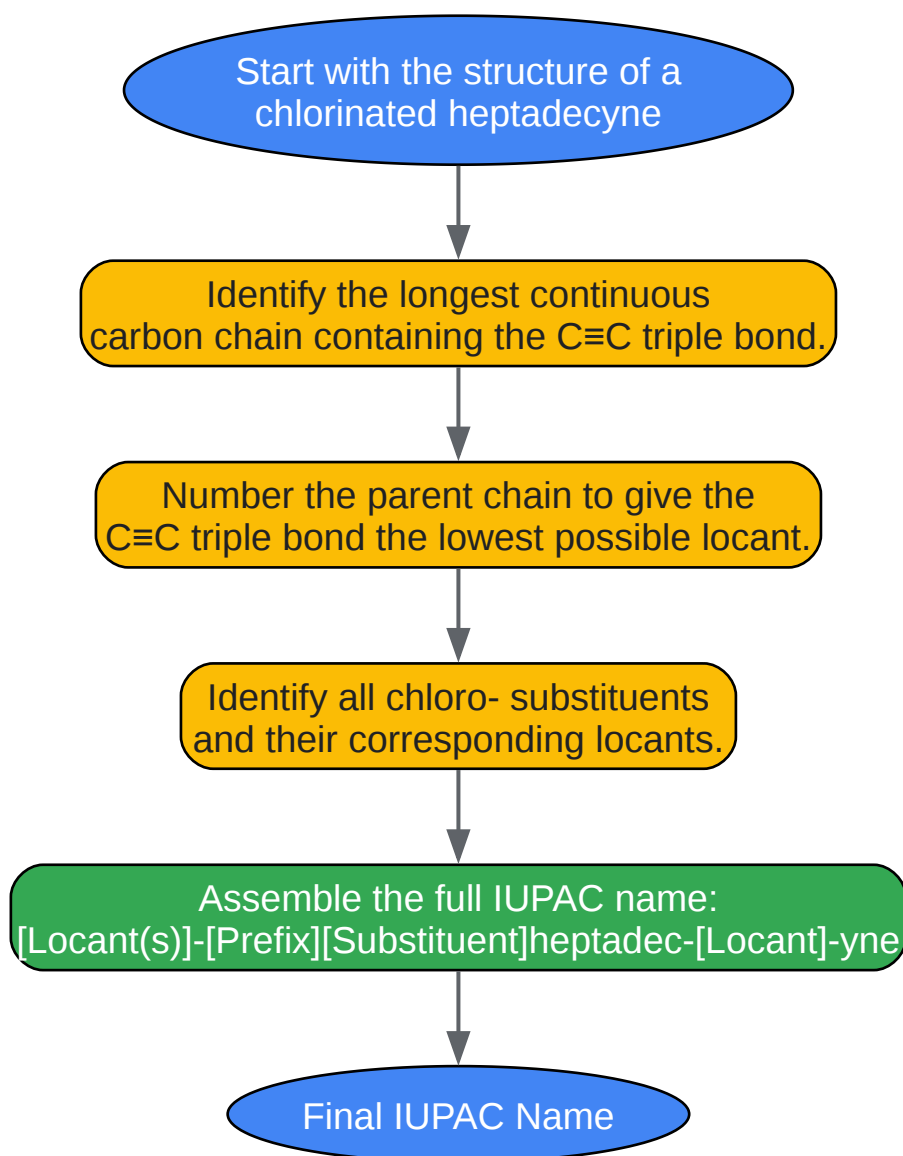 Start with the structure of a
chlorinated heptadecyne
Identify the longest continuous
carbon chain containing the C≡C triple bond.
Number the parent chain to give the
C≡C triple bond the lowest possible locant.
Identify all chloro- substituents
and their corresponding locants.
Assemble the full IUPAC name:
[Locant(s)]-[Prefix][Substituent]heptadec-[Locant]-yne
Final IUPAC Name